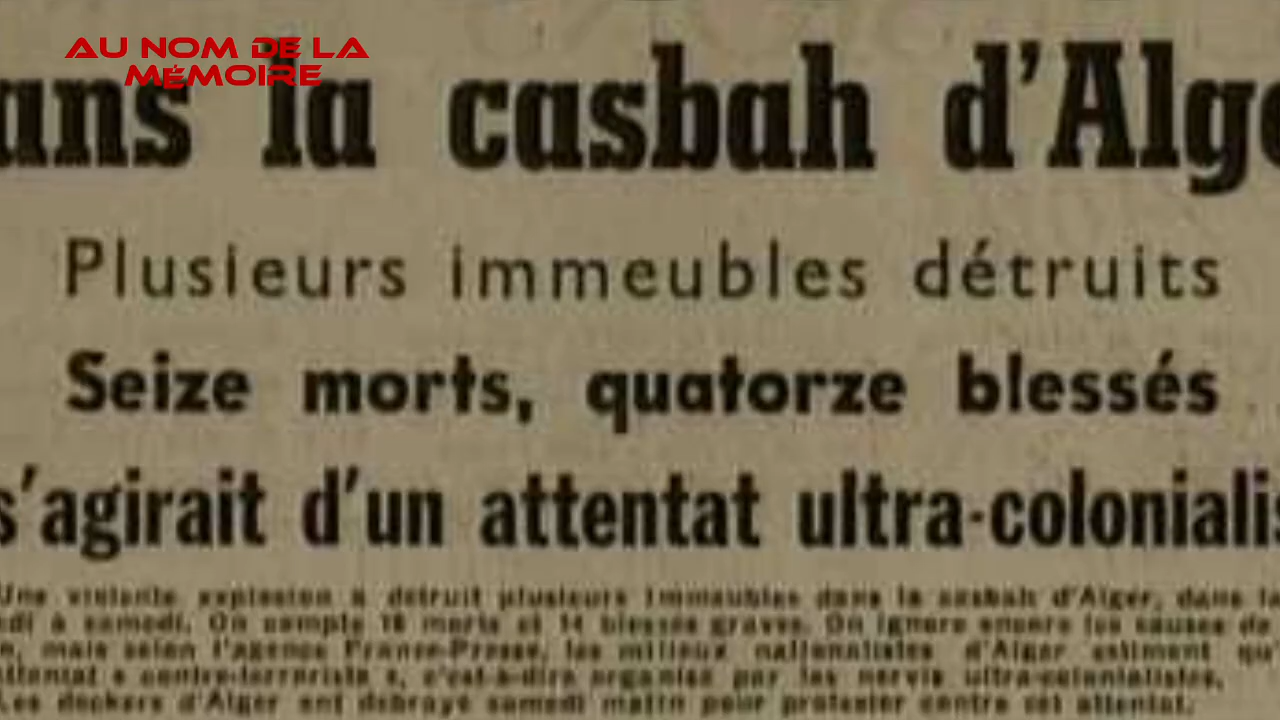 AU NOM DE LA
MÉMOIRE
ans la casbah d'Alge
Plusieurs immeubles détruits
Seize morts, quatorze blessés
s'agirait d'un attentat ultra-colonialis
Une violente explosion a détruit plusieurs immeubles dans la casbah d'Alger, dans la
edi à samedi. On compte 16 morts et 14 blessés graves. On ignore encore les causes de
n, mais selon l'agence France-Presse, les milieux nationalistes d'Alger estiment qu'
attentat « contre-terroriste », c'est-à-dire organisé par les nervis ultra-colonialistes.
Les dockers d'Alger ont débrayé samedi matin pour protester contre cet attentat.